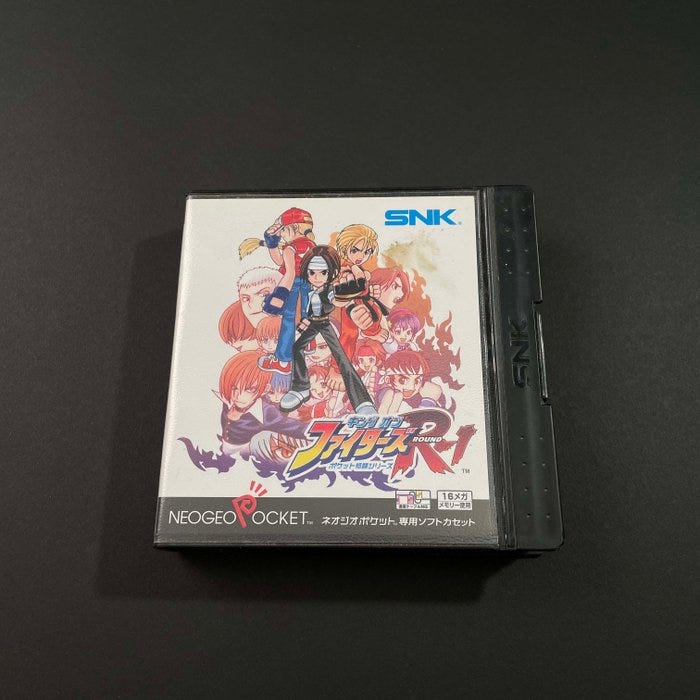 SNK®
SNK
キング オブ
ファイターズ R-1
ROUND
ポケット格闘シリーズ
TM
16メガ
メモリー使用
NEOGEO POCKET™
ネオジオポケット® 専用ソフトカセット